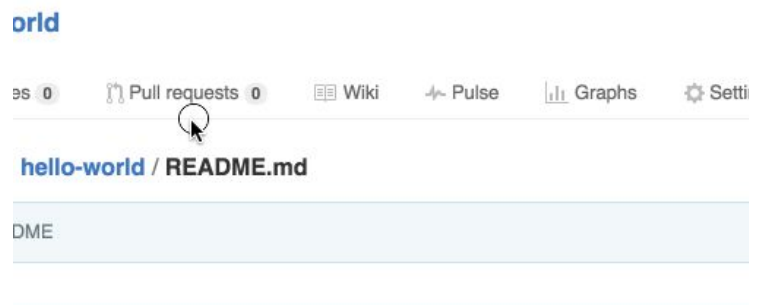 orld
es 0 Pull requests 0 Wiki Pulse Graphs Setti
hello-world / README.md
DME